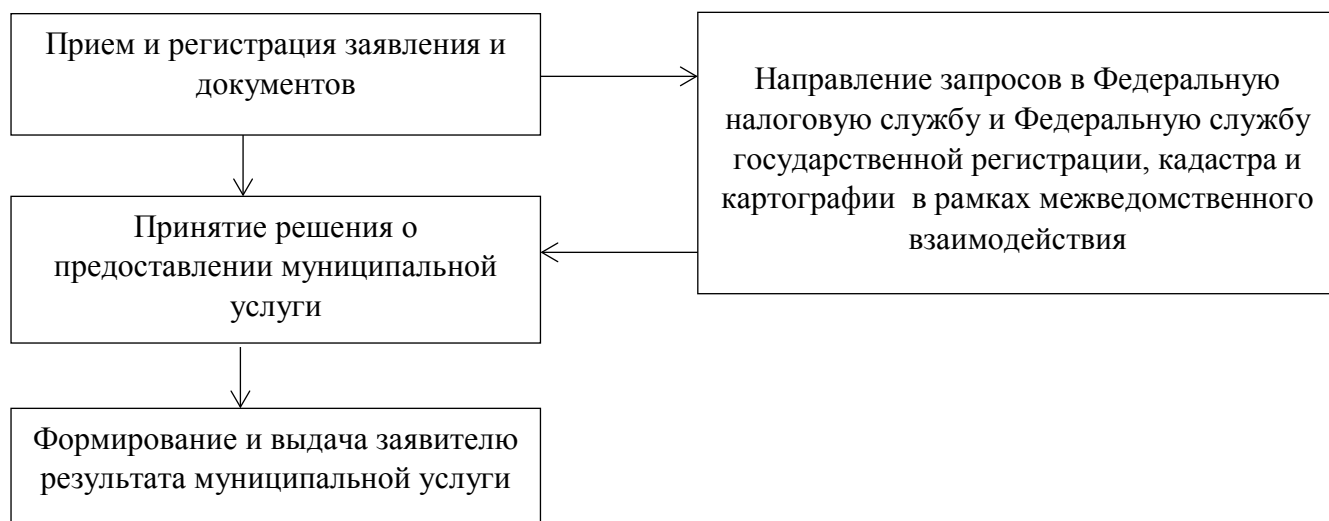 Прием и регистрация заявления и
документов
Направление запросов в Федеральную
налоговую службу и Федеральную службу
государственной регистрации, кадастра и
картографии  в рамках межведомственного
взаимодействия
Принятие решения о
предоставлении муниципальной
услуги
Формирование и выдача заявителю
результата муниципальной услуги